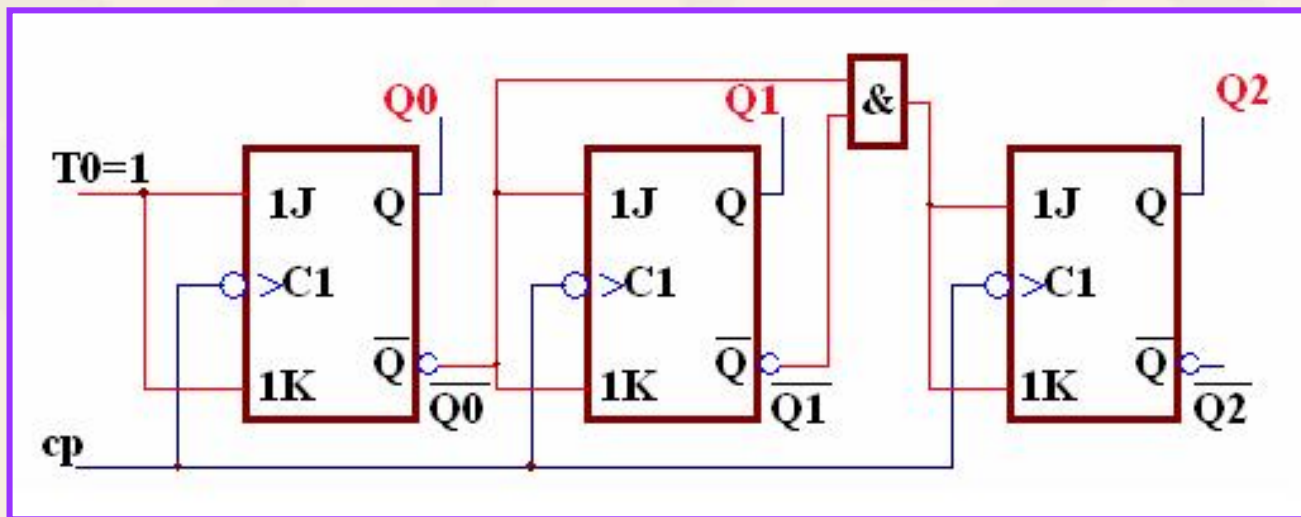 Q0 Q1 & Q2
T0=1
1J Q 1J Q 1J Q
C1 C1 C1
1K Q̅ 1K Q̅ 1K Q̅
Q̅0̅ Q̅1̅ Q̅2̅
cp